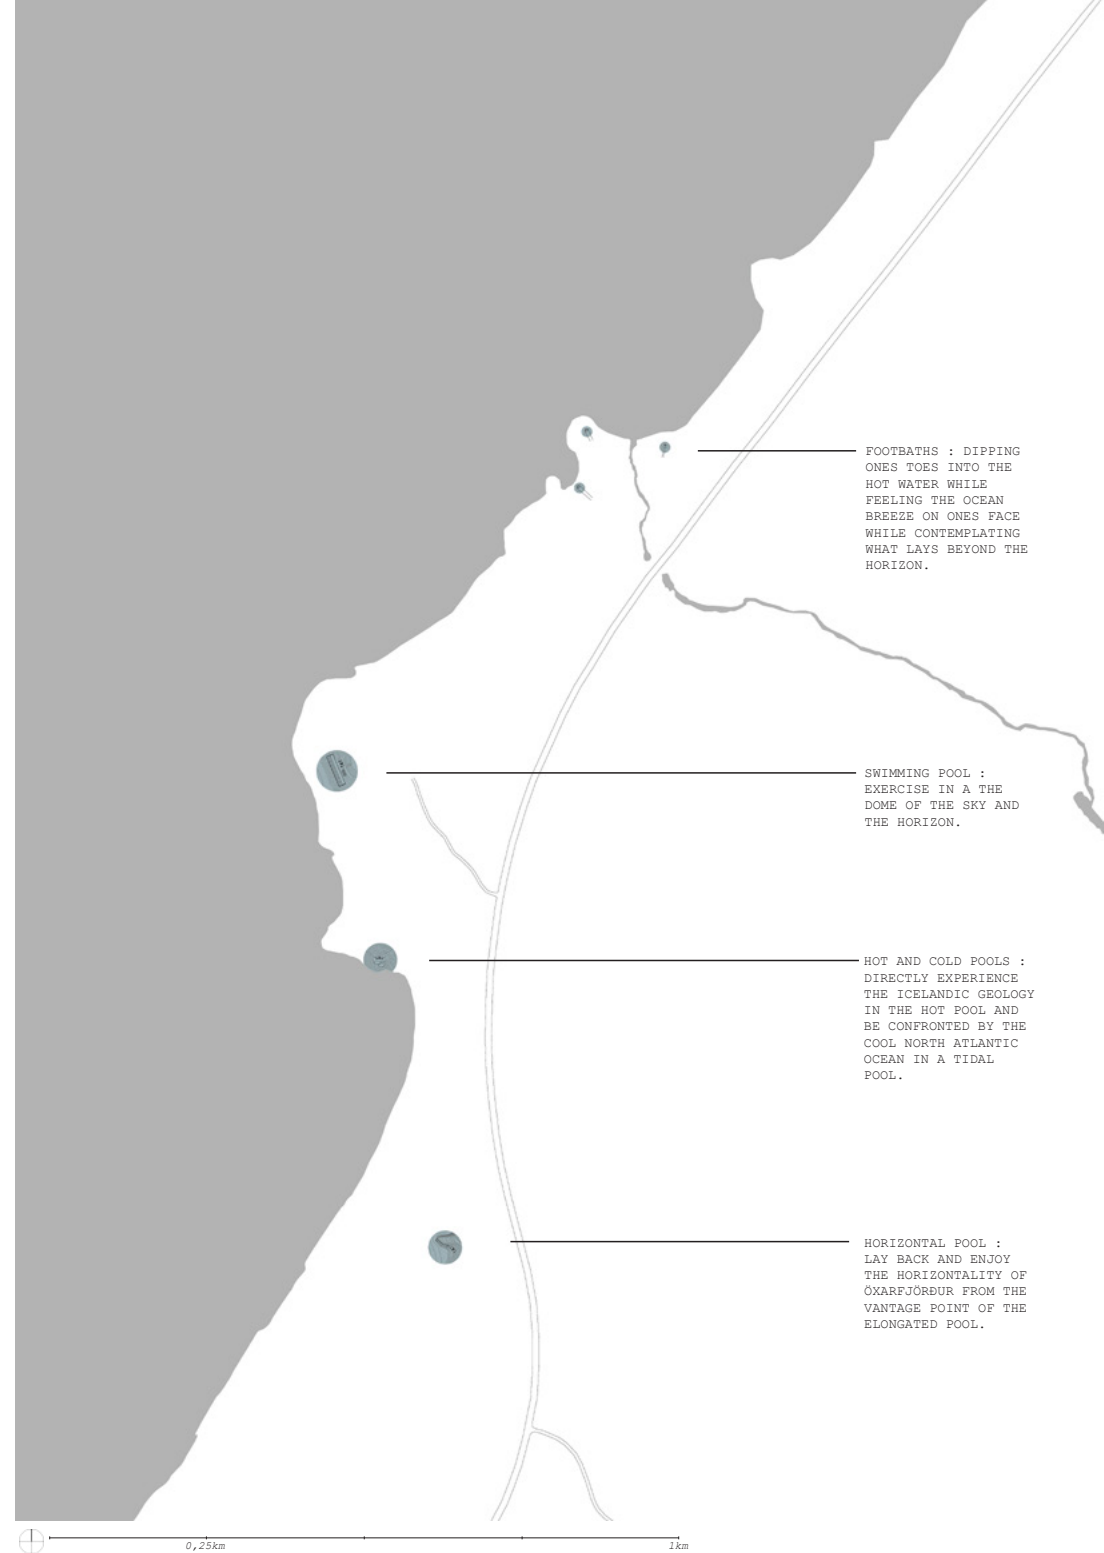 FOOTBATHS : DIPPING
ONES TOES INTO THE
HOT WATER WHILE
FEELING THE OCEAN
BREEZE ON ONES FACE
WHILE CONTEMPLATING
WHAT LAYS BEYOND THE
HORIZON.
SWIMMING POOL :
EXERCISE IN A THE
DOME OF THE SKY AND
THE HORIZON.
HOT AND COLD POOLS :
DIRECTLY EXPERIENCE
THE ICELANDIC GEOLOGY
IN THE HOT POOL AND
BE CONFRONTED BY THE
COOL NORTH ATLANTIC
OCEAN IN A TIDAL
POOL.
HORIZONTAL POOL :
LAY BACK AND ENJOY
THE HORIZONTALITY OF
ÖXARFJÖRÐUR FROM THE
VANTAGE POINT OF THE
ELONGATED POOL.
0,25km
1km